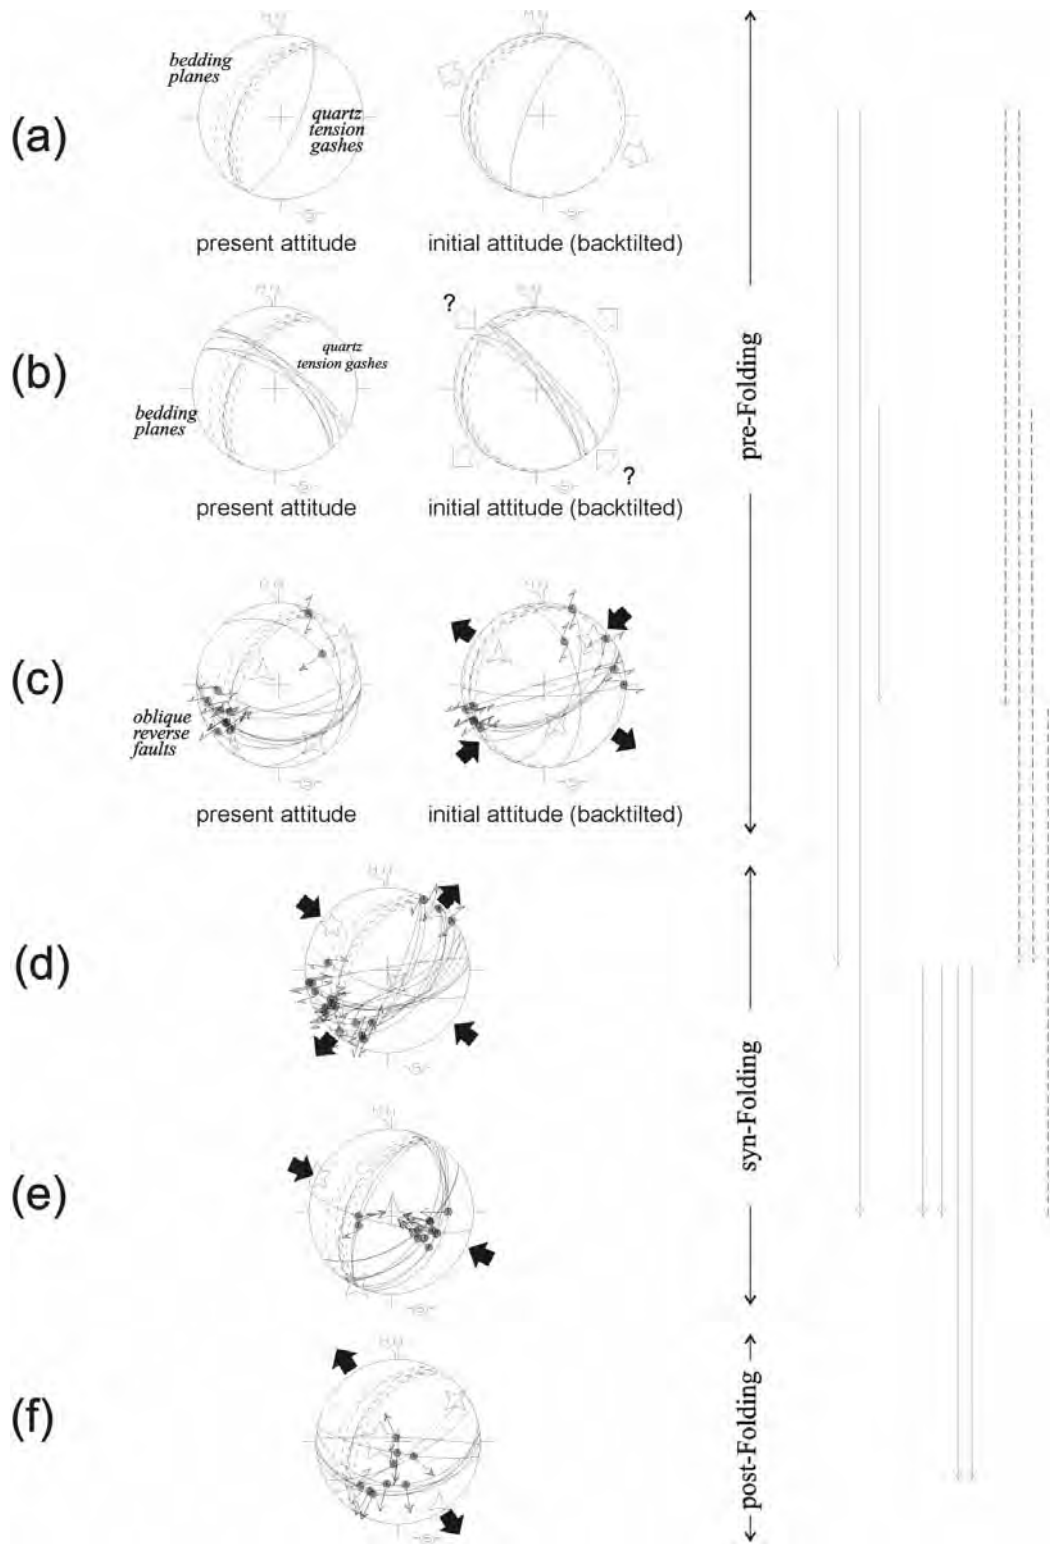 (a)
bedding
planes
quartz
tension
gashes
present attitude
initial attitude (backtilted)
(b)
?
quartz
tension gashes
bedding
planes
?
present attitude
initial attitude (backtilted)
pre-Folding
(c)
oblique
reverse
faults
present attitude
initial attitude (backtilted)
(d)
syn-Folding
(e)
(f)
post-Folding